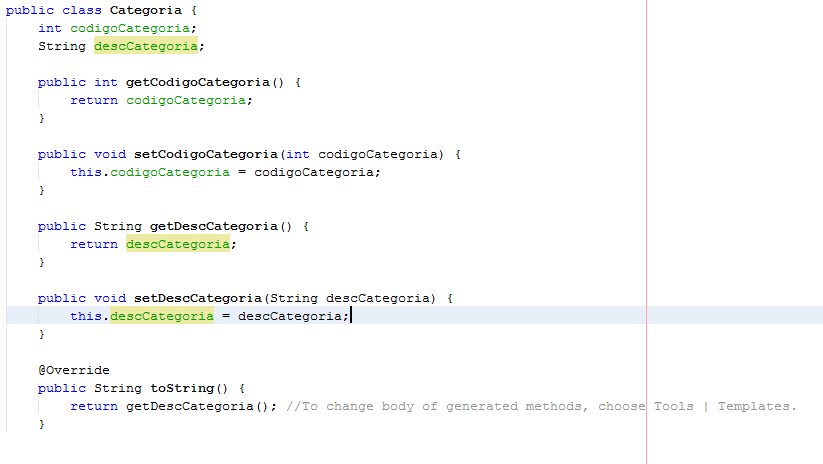 public class Categoria {
    int codigoCategoria;
    String descCategoria;

    public int getCodigoCategoria() {
        return codigoCategoria;
    }

    public void setCodigoCategoria(int codigoCategoria) {
        this.codigoCategoria = codigoCategoria;
    }

    public String getDescCategoria() {
        return descCategoria;
    }

    public void setDescCategoria(String descCategoria) {
        this.descCategoria = descCategoria;
    }

    @Override
    public String toString() {
        return getDescCategoria(); //To change body of generated methods, choose Tools | Templates.
    }